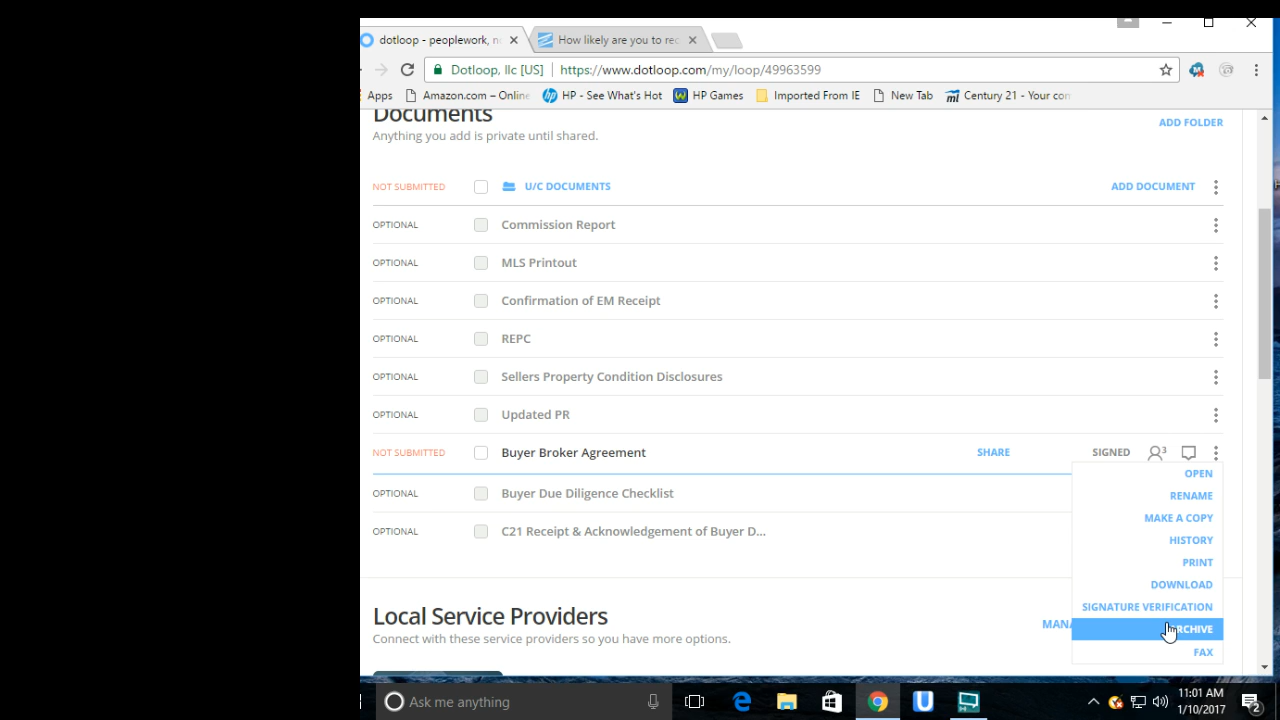 dotloop - peoplework, n
How likely are you to rec
Dotloop, llc [US] https://www.dotloop.com/my/loop/49963599
Apps Amazon.com – Online HP - See What's Hot HP Games Imported From IE New Tab Century 21 - Your con
Documents
ADD FOLDER
Anything you add is private until shared.
NOT SUBMITTED U/C DOCUMENTS ADD DOCUMENT
OPTIONAL Commission Report
OPTIONAL MLS Printout
OPTIONAL Confirmation of EM Receipt
OPTIONAL REPC
OPTIONAL Sellers Property Condition Disclosures
OPTIONAL Updated PR
NOT SUBMITTED Buyer Broker Agreement SHARE SIGNED 3
OPEN
OPTIONAL Buyer Due Diligence Checklist
RENAME
MAKE A COPY
OPTIONAL C21 Receipt & Acknowledgement of Buyer D...
HISTORY
PRINT
DOWNLOAD
SIGNATURE VERIFICATION
Local Service Providers
MANA
RCHIVE
Connect with these service providers so you have more options.
FAX
Ask me anything
11:01 AM
1/10/2017
2